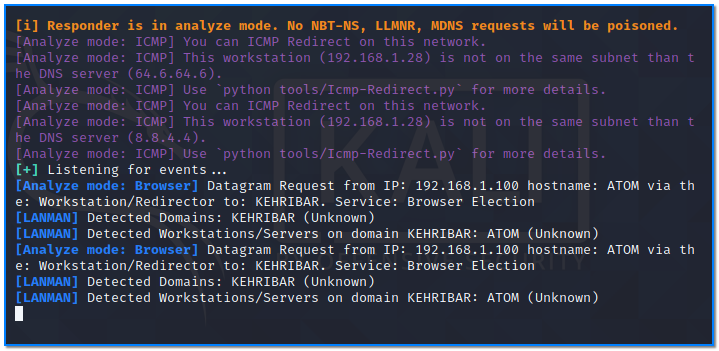 [i] Responder is in analyze mode. No NBT-NS, LLMNR, MDNS requests will be poisoned.
[Analyze mode: ICMP] You can ICMP Redirect on this network.
[Analyze mode: ICMP] This workstation (192.168.1.28) is not on the same subnet than t
he DNS server (64.6.64.6).
[Analyze mode: ICMP] Use `python tools/Icmp-Redirect.py` for more details.
[Analyze mode: ICMP] You can ICMP Redirect on this network.
[Analyze mode: ICMP] This workstation (192.168.1.28) is not on the same subnet than t
he DNS server (8.8.4.4).
[Analyze mode: ICMP] Use `python tools/Icmp-Redirect.py` for more details.
[+] Listening for events...
[Analyze mode: Browser] Datagram Request from IP: 192.168.1.100 hostname: ATOM via th
e: Workstation/Redirector to: KEHRIBAR. Service: Browser Election
[LANMAN] Detected Domains: KEHRIBAR (Unknown)
[LANMAN] Detected Workstations/Servers on domain KEHRIBAR: ATOM (Unknown)
[Analyze mode: Browser] Datagram Request from IP: 192.168.1.100 hostname: ATOM via th
e: Workstation/Redirector to: KEHRIBAR. Service: Browser Election
[LANMAN] Detected Domains: KEHRIBAR (Unknown)
[LANMAN] Detected Workstations/Servers on domain KEHRIBAR: ATOM (Unknown)
KALI